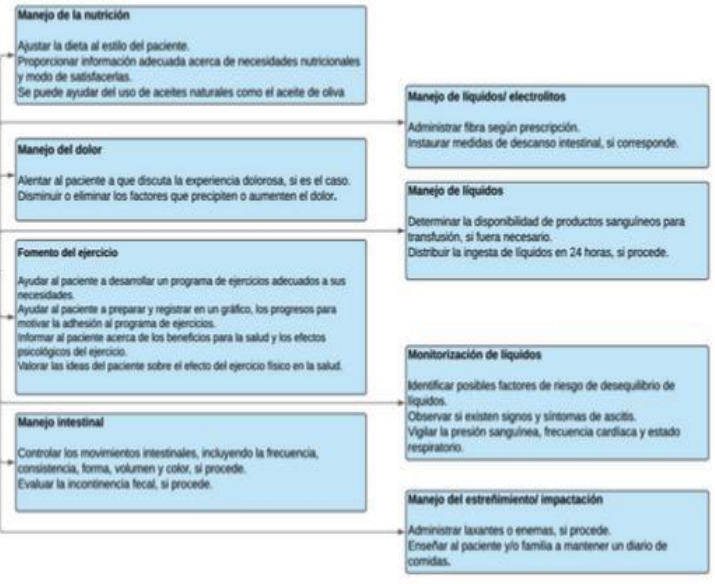 Manejo de la nutrición
Ajustar la dieta al estilo del paciente.
Proporcionar información adecuada acerca de necesidades nutricionales
y modo de satisfacerlas.
Se puede ayudar del uso de aceites naturales como el aceite de oliva
Manejo del dolor
Alentar al paciente a que discuta la experiencia dolorosa, si es el caso.
Disminuir o eliminar los factores que precipiten o aumenten el dolor.
Fomento del ejercicio
Ayudar al paciente a desarrollar un programa de ejercicios adecuados a sus
necesidades.
Ayudar al paciente a preparar y registrar en un gráfico, los progresos para
motivar la adhesión al programa de ejercicios.
Informar al paciente acerca de los beneficios para la salud y los efectos
psicológicos del ejercicio.
Valorar las ideas del paciente sobre el efecto del ejercicio físico en la salud.
Manejo intestinal
Controlar los movimientos intestinales, incluyendo la frecuencia,
consistencia, forma, volumen y color, si procede.
Evaluar la incontinencia fecal, si procede.
Manejo de líquidos/ electrolitos
Administrar fibra según prescripción.
Instaurar medidas de descanso intestinal, si corresponde.
Manejo de líquidos
Determinar la disponibilidad de productos sanguíneos para
transfusión, si fuera necesario.
Distribuir la ingesta de líquidos en 24 horas, si procede.
Monitorización de líquidos
Identificar posibles factores de riesgo de desequilibrio de
líquidos.
Observar si existen signos y síntomas de ascitis.
Vigilar la presión sanguínea, frecuencia cardíaca y estado
respiratorio.
Manejo del estreñimiento/ impactación
Administrar laxantes o enemas, si procede.
Enseñar al paciente y/o familia a mantener un diario de
comidas.